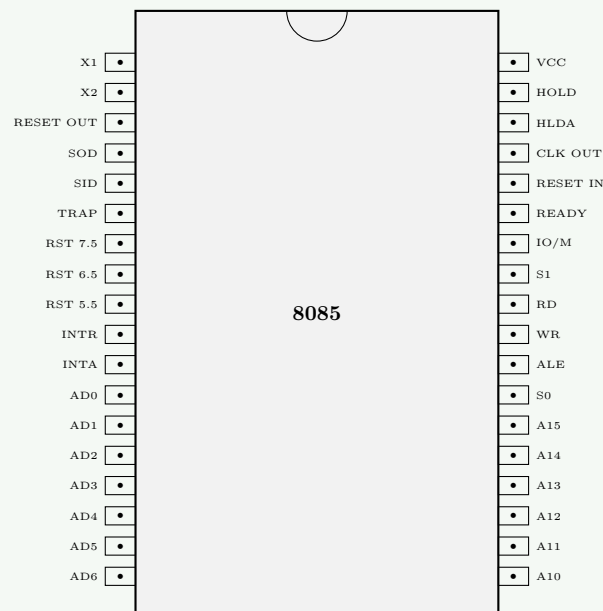 X1
X2
RESET OUT
SOD
SID
TRAP
RST 7.5
RST 6.5
RST 5.5
INTR
INTA
AD0
AD1
AD2
AD3
AD4
AD5
AD6
8085
VCC
HOLD
HLDA
CLK OUT
RESET IN
READY
IO/M
S1
RD
WR
ALE
S0
A15
A14
A13
A12
A11
A10